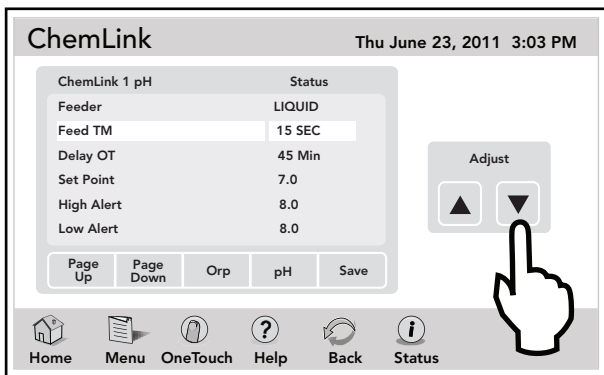 ChemLink
Thu June 23, 2011 3:03 PM
ChemLink 1 pH Status
Feeder LIQUID
Feed TM 15 SEC
Delay OT 45 Min
Set Point 7.0
High Alert 8.0
Low Alert 8.0
Page Up Page Down Orp pH Save
Adjust
Home Menu OneTouch Help Back Status